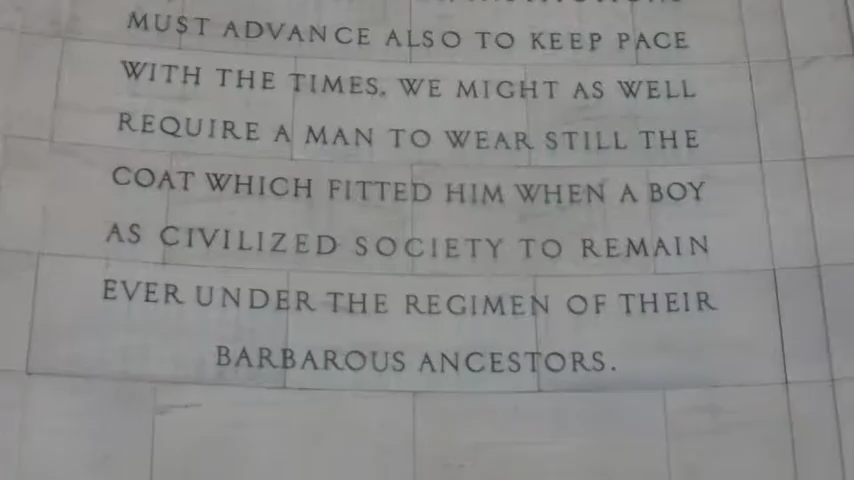 MUST ADVANCE ALSO TO KEEP PACE
WITH THE TIMES. WE MIGHT AS WELL
REQUIRE A MAN TO WEAR STILL THE
COAT WHICH FITTED HIM WHEN A BOY
AS CIVILIZED SOCIETY TO REMAIN
EVER UNDER THE REGIMEN OF THEIR
BARBAROUS ANCESTORS.